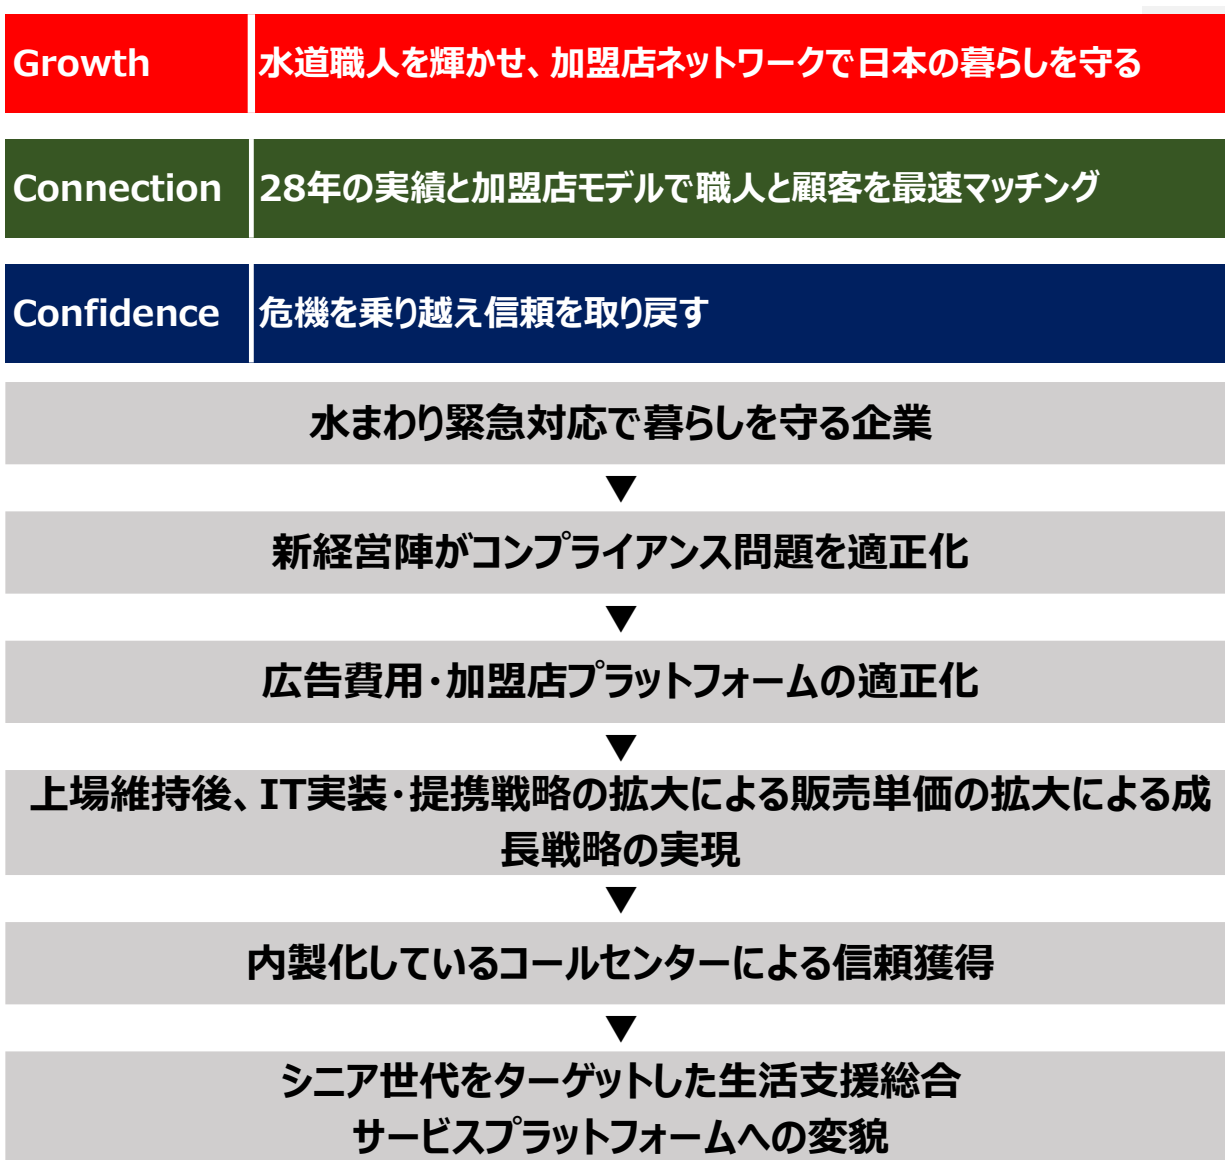 Growth 水道職人を輝かせ、加盟店ネットワークで日本の暮らしを守る
Connection 28年の実績と加盟店モデルで職人と顧客を最速マッチング
Confidence 危機を乗り越え信頼を取り戻す
水まわり緊急対応で暮らしを守る企業
▼
新経営陣がコンプライアンス問題を適正化
▼
広告費用・加盟店プラットフォームの適正化
▼
上場維持後、IT実装・提携戦略の拡大による販売単価の拡大による成
長戦略の実現
▼
内製化しているコールセンターによる信頼獲得
▼
シニア世代をターゲットした生活支援総合
サービスプラットフォームへの変貌